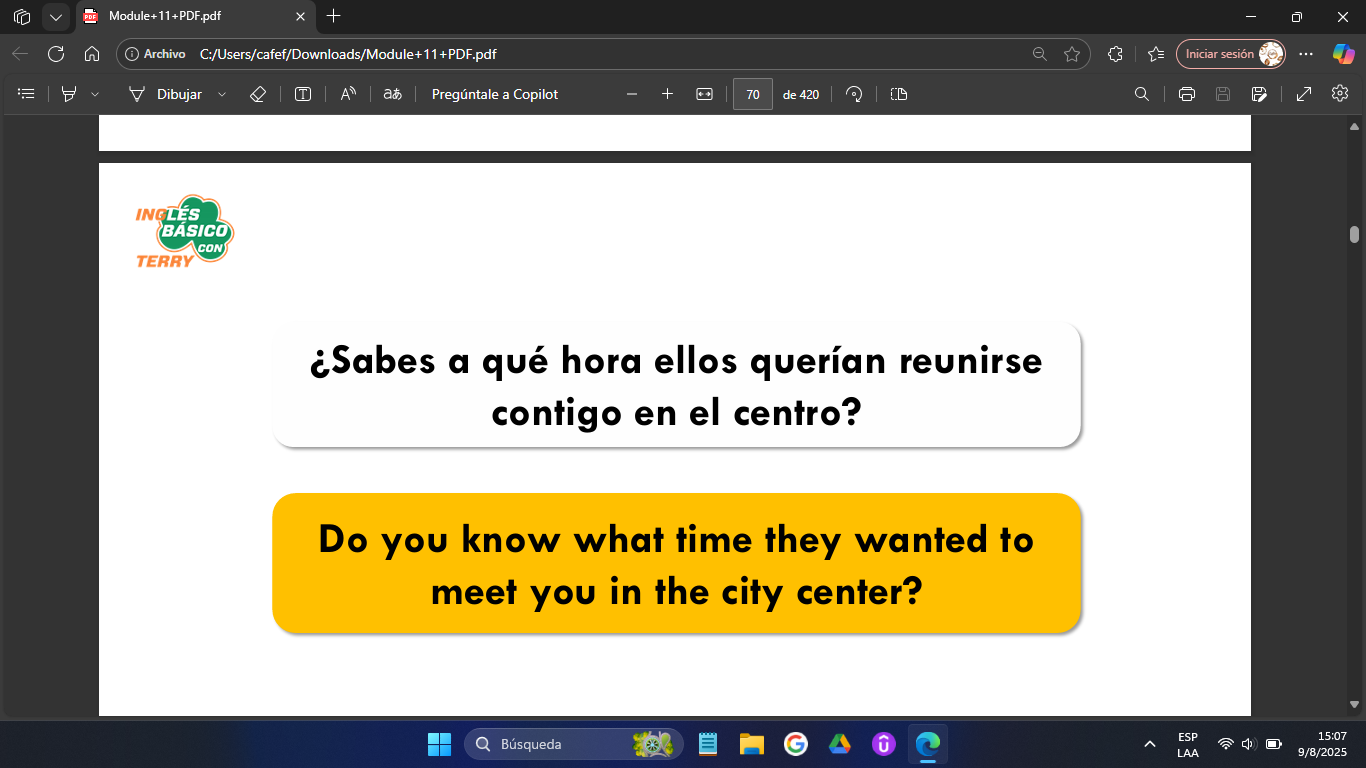 Module+11+PDF.pdf
Archivo C:/Users/cafef/Downloads/Module+11+PDF.pdf Iniciar sesión
Dibujar Pregúntale a Copilot 70 de 420
INGLÉS
BÁSICO
CON
TERRY
¿Sabes a qué hora ellos querían reunirse
contigo en el centro?
Do you know what time they wanted to
meet you in the city center?
Búsqueda
ESP
LAA
15:07
9/8/2025